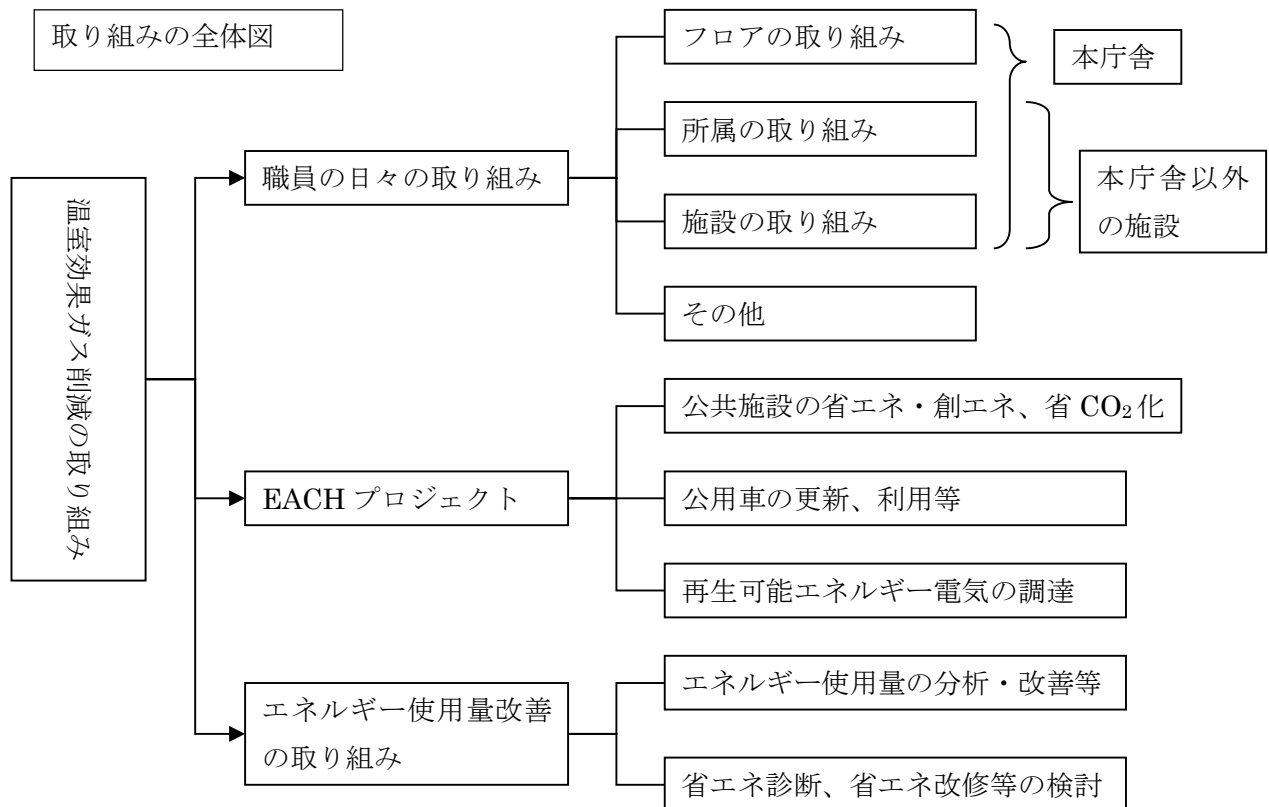 取り組みの全体図
温室効果ガス削減の取り組み
職員の日々の取り組み
フロアの取り組み
所属の取り組み
施設の取り組み
その他
本庁舎
本庁舎以外
の施設
EACH プロジェクト
公共施設の省エネ・創エネ、省 CO₂化
公用車の更新、利用等
再生可能エネルギー電気の調達
エネルギー使用量改善
の取り組み
エネルギー使用量の分析・改善等
省エネ診断、省エネ改修等の検討